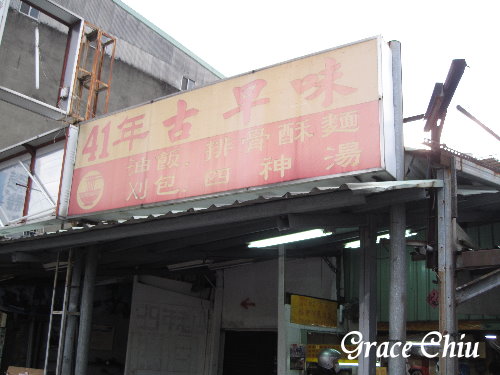 41年古早味
油飯、排骨酥麵
刈包、四神湯
Grace Chiu